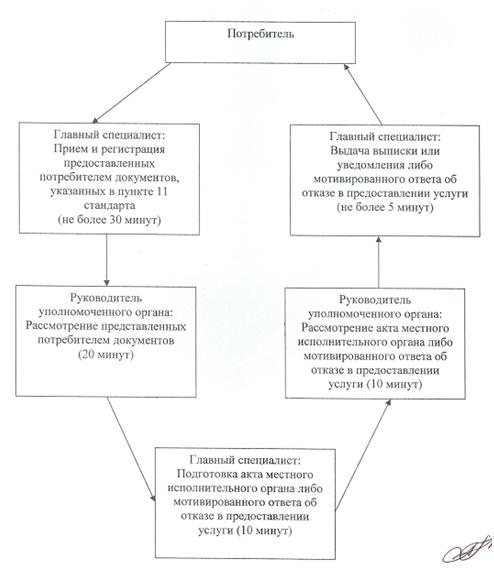 Потребитель
Главный специалист:
Прием и регистрация
предоставленных
потребителем документов,
указанных в пункте 11
стандарта
(не более 30 минут)
Главный специалист:
Выдача выписки или
уведомления либо
мотивированного ответа об
отказе в предоставлении услуги
(не более 5 минут)
Руководитель
уполномоченного органа:
Рассмотрение представленных
потребителем документов
(20 минут)
Руководитель
уполномоченного органа:
Рассмотрение акта местного
исполнительного органа либо
мотивированного ответа об
отказе в предоставлении
услуги (10 минут)
Главный специалист:
Подготовка акта местного
исполнительного органа либо
мотивированного ответа об
отказе в предоставлении
услуги (10 минут)